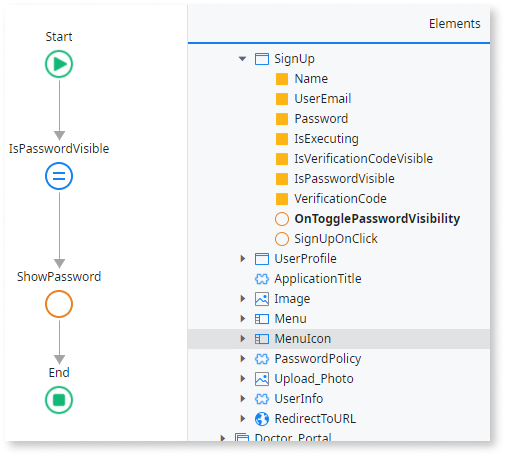 Start
IsPasswordVisible
ShowPassword
End
Elements
SignUp
Name
UserEmail
Password
IsExecuting
IsVerificationCodeVisible
IsPasswordVisible
VerificationCode
OnTogglePasswordVisibility
SignUpOnClick
UserProfile
ApplicationTitle
Image
Menu
MenuIcon
PasswordPolicy
Upload_Photo
UserInfo
RedirectToURL
Doctor_Portal